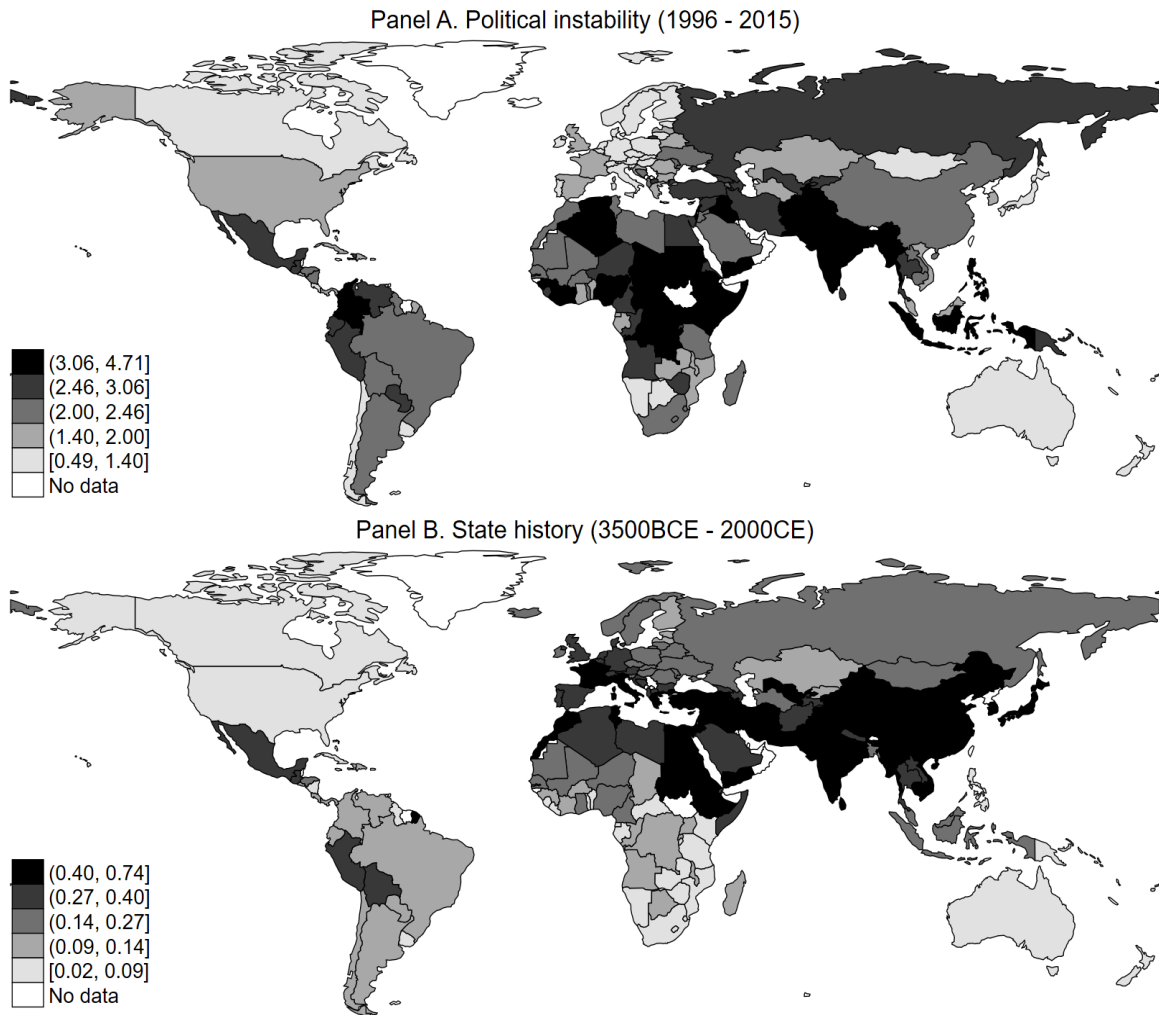 Panel A. Political instability (1996 - 2015)
(3.06, 4.71]
(2.46, 3.06]
(2.00, 2.46]
(1.40, 2.00]
[0.49, 1.40]
No data
Panel B. State history (3500BCE - 2000CE)
(0.40, 0.74]
(0.27, 0.40]
(0.14, 0.27]
(0.09, 0.14]
[0.02, 0.09]
No data